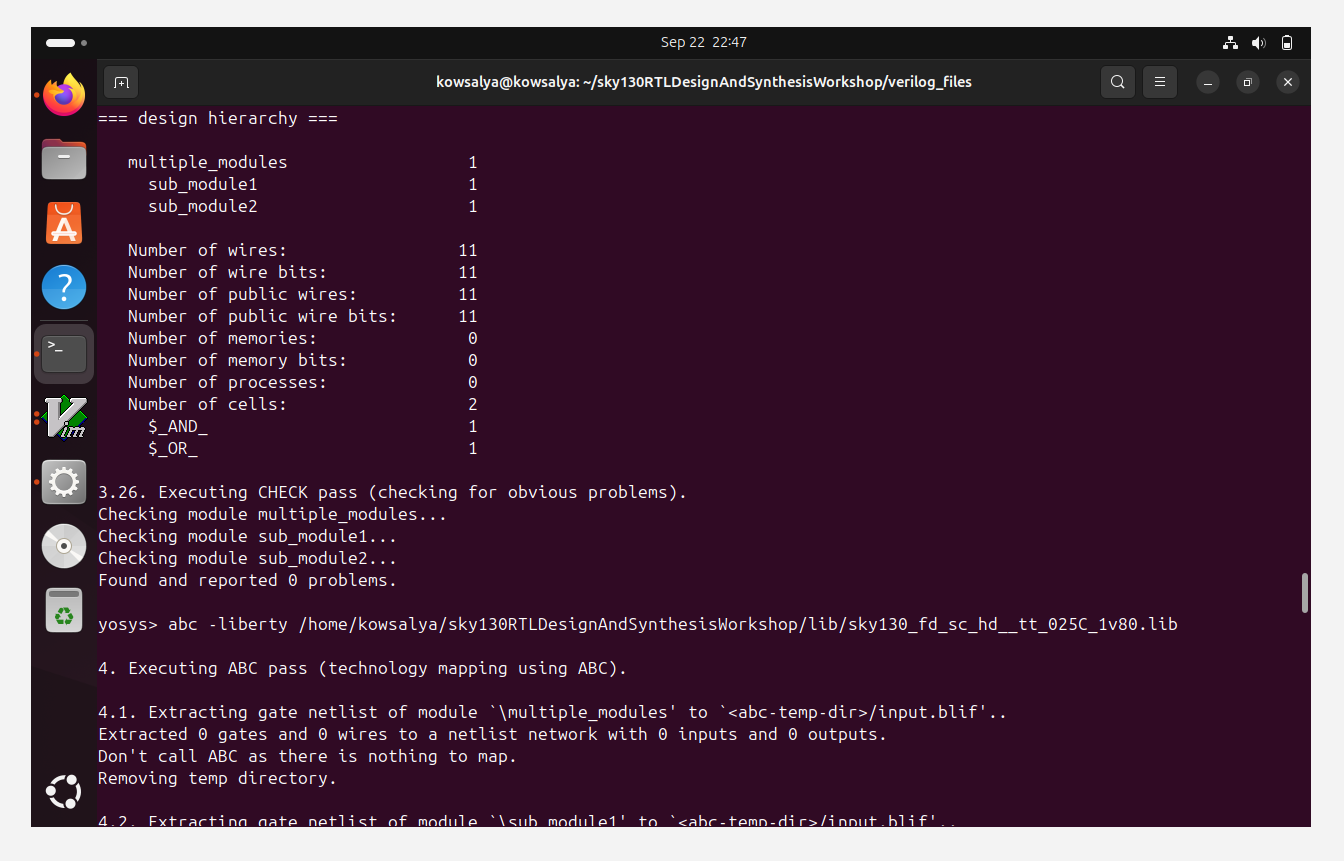 Sep 22 22:47
kowsalya@kowsalya: ~/sky130RTLDesignAndSynthesisWorkshop/verilog_files
=== design hierarchy ===
multiple_modules 1
sub_module1 1
sub_module2 1
Number of wires: 11
Number of wire bits: 11
Number of public wires: 11
Number of public wire bits: 11
Number of memories: 0
Number of memory bits: 0
Number of processes: 0
Number of cells: 2
$_AND_ 1
$_OR_ 1
3.26. Executing CHECK pass (checking for obvious problems).
Checking module multiple_modules...
Checking module sub_module1...
Checking module sub_module2...
Found and reported 0 problems.
yosys> abc -liberty /home/kowsalya/sky130RTLDesignAndSynthesisWorkshop/lib/sky130_fd_sc_hd__tt_025C_1v80.lib
4. Executing ABC pass (technology mapping using ABC).
4.1. Extracting gate netlist of module `\multiple_modules' to `<abc-temp-dir>/input.blif'..
Extracted 0 gates and 0 wires to a netlist network with 0 inputs and 0 outputs.
Don't call ABC as there is nothing to map.
Removing temp directory.
4.2. Extracting gate netlist of module `\sub_module1' to `<abc-temp-dir>/input.blif'..
?
>_
Vim